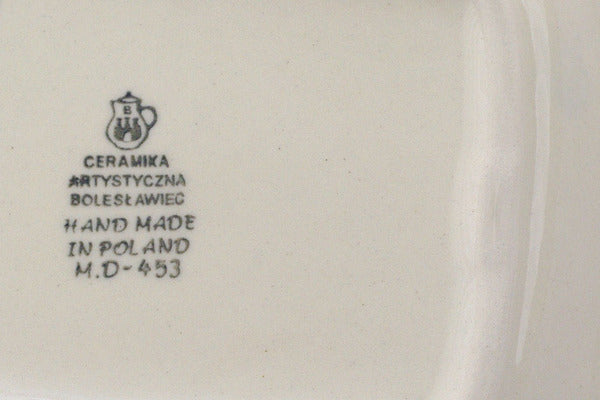 B
CERAMIKA
ARTYSTYCZNA
BOLESŁAWIEC
HAND MADE
IN POLAND
M.D-453